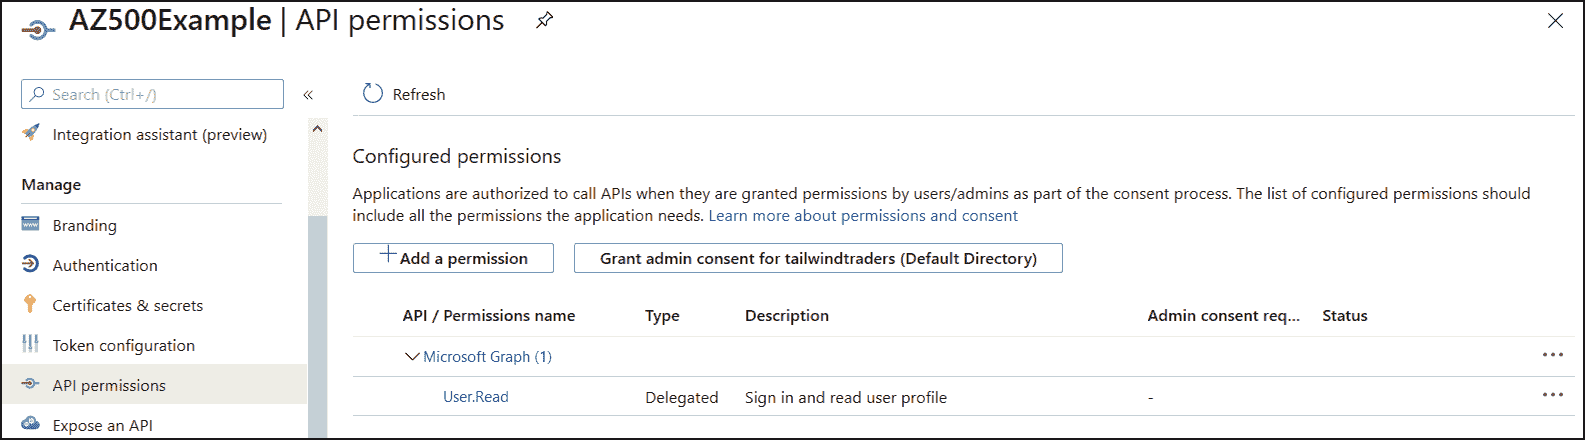 AZ500Example | API permissions
Search (Ctrl+/)
«
Refresh
Integration assistant (preview)
Manage
Branding
Authentication
Certificates & secrets
Token configuration
API permissions
Expose an API
Configured permissions
Applications are authorized to call APIs when they are granted permissions by users/admins as part of the consent process. The list of configured permissions should
include all the permissions the application needs. Learn more about permissions and consent
Add a permission
Grant admin consent for tailwindtraders (Default Directory)
API / Permissions name Type Description Admin consent req... Status
Microsoft Graph (1)
User.Read Delegated Sign in and read user profile -